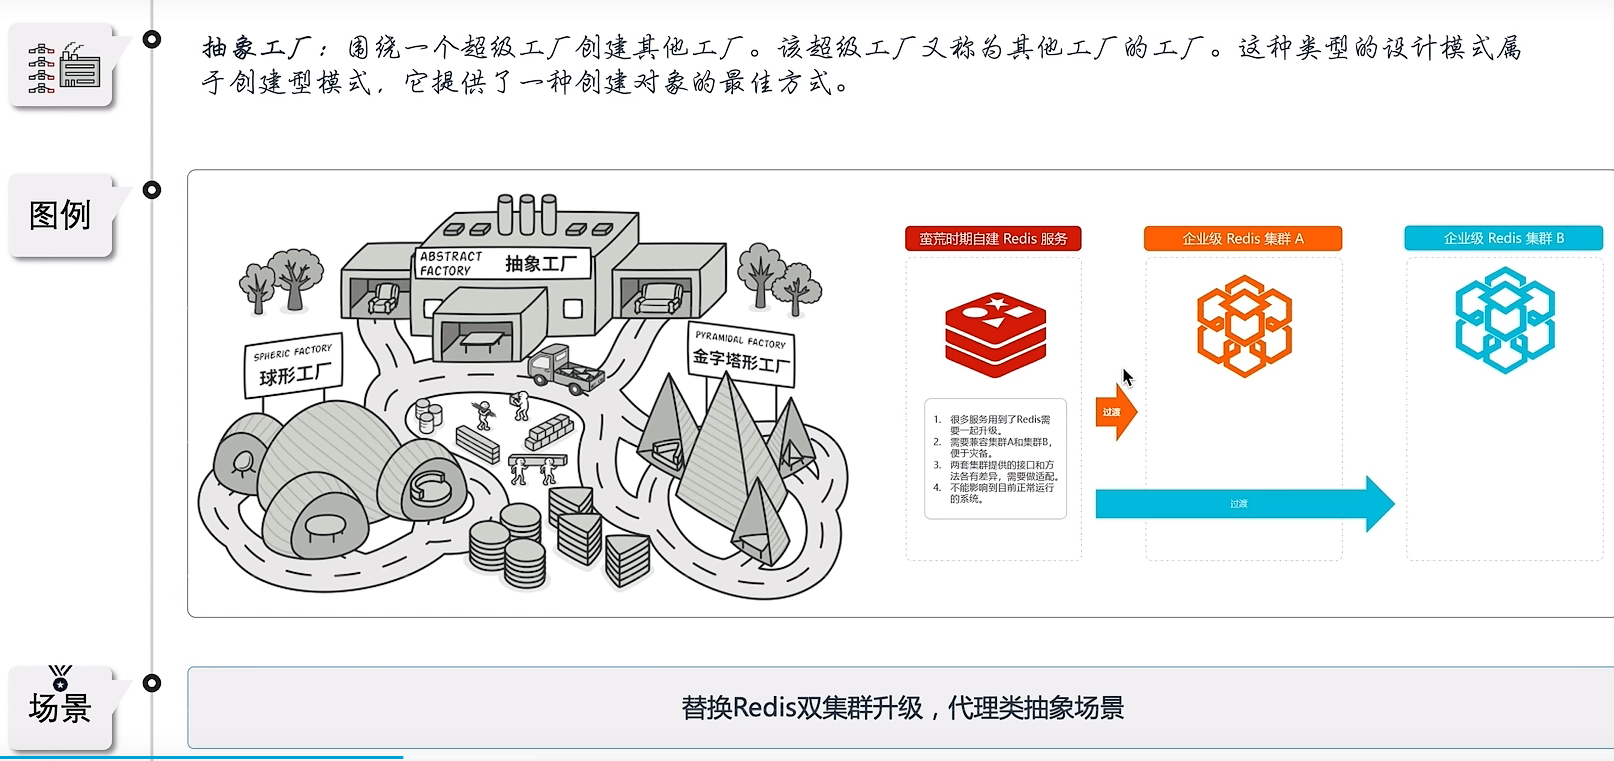 抽象工厂：围绕一个超级工厂创建其他工厂。该超级工厂又称为其他工厂的工厂。这种类型的设计模式属
于创建型模式，它提供了一种创建对象的最佳方式。
图例
ABSTRACT
FACTORY
抽象工厂
SPHERIC FACTORY
球形工厂
PYRAMIDAL FACTORY
金字塔形工厂
蛮荒时期自建 Redis 服务
企业级 Redis 集群 A
企业级 Redis 集群 B
1. 很多服务用到了Redis需
要一起升级。
2. 需要兼容集群A和集群B，
便于灾备。
3. 两套集群提供的接口和方
法各有差异，需要做适配。
4. 不能影响到目前正常运行
的系统。
过渡
过渡
场景
替换Redis双集群升级，代理类抽象场景